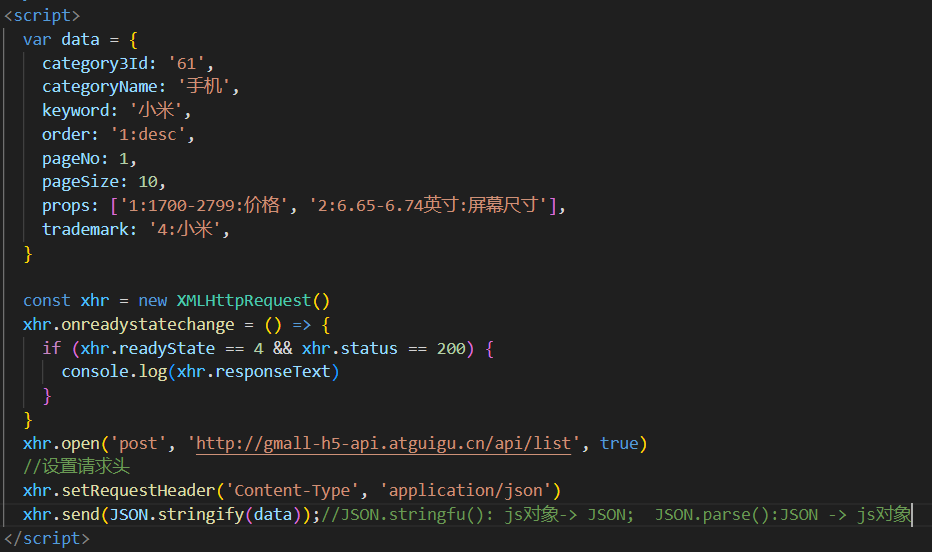 <script>
var data = {
category3Id: '61',
categoryName: '手机',
keyword: '小米',
order: '1:desc',
pageNo: 1,
pageSize: 10,
props: ['1:1700-2799:价格', '2:6.65-6.74英寸:屏幕尺寸'],
trademark: '4:小米',
}
const xhr = new XMLHttpRequest()
xhr.onreadystatechange = () => {
if (xhr.readyState == 4 && xhr.status == 200) {
console.log(xhr.responseText)
}
}
xhr.open('post', 'http://gmall-h5-api.atguigu.cn/api/list', true)
//设置请求头
xhr.setRequestHeader('Content-Type', 'application/json')
xhr.send(JSON.stringify(data));//JSON.stringfu(): js对象-> JSON;  JSON.parse():JSON -> js对象
</script>